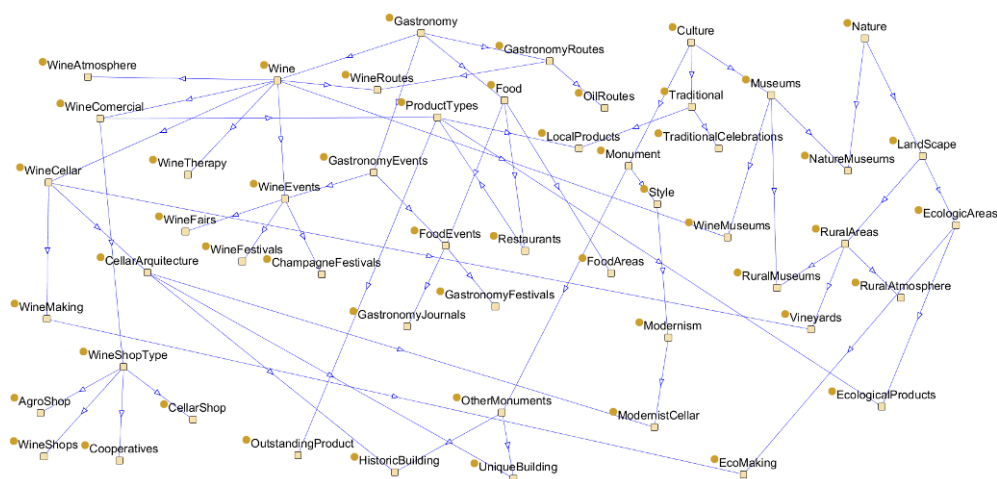 Gastronomy
Culture
Nature
GastronomyRoutes
WineAtmosphere
Wine
WineRoutes
Food
Museums
OilRoutes
Traditional
WineComercial
ProductTypes
LocalProducts
TraditionalCelebrations
LandScape
WineCellar
WineTherapy
GastronomyEvents
Monument
NatureMuseums
WineEvents
Style
WineFairs
WineMuseums
EcologicAreas
WineFestivals
FoodEvents
Restaurants
RuralAreas
CellarArquitecture
ChampagneFestivals
FoodAreas
RuralMuseums
RuralAtmosphere
WineMaking
GastronomyFestivals
GastronomyJournals
Modernism
Vineyards
WineShopType
AgroShop
CellarShop
OtherMonuments
ModernistCellar
EcologicalProducts
WineShops
Cooperatives
OutstandingProduct
HistoricBuilding
UniqueBuilding
EcoMaking